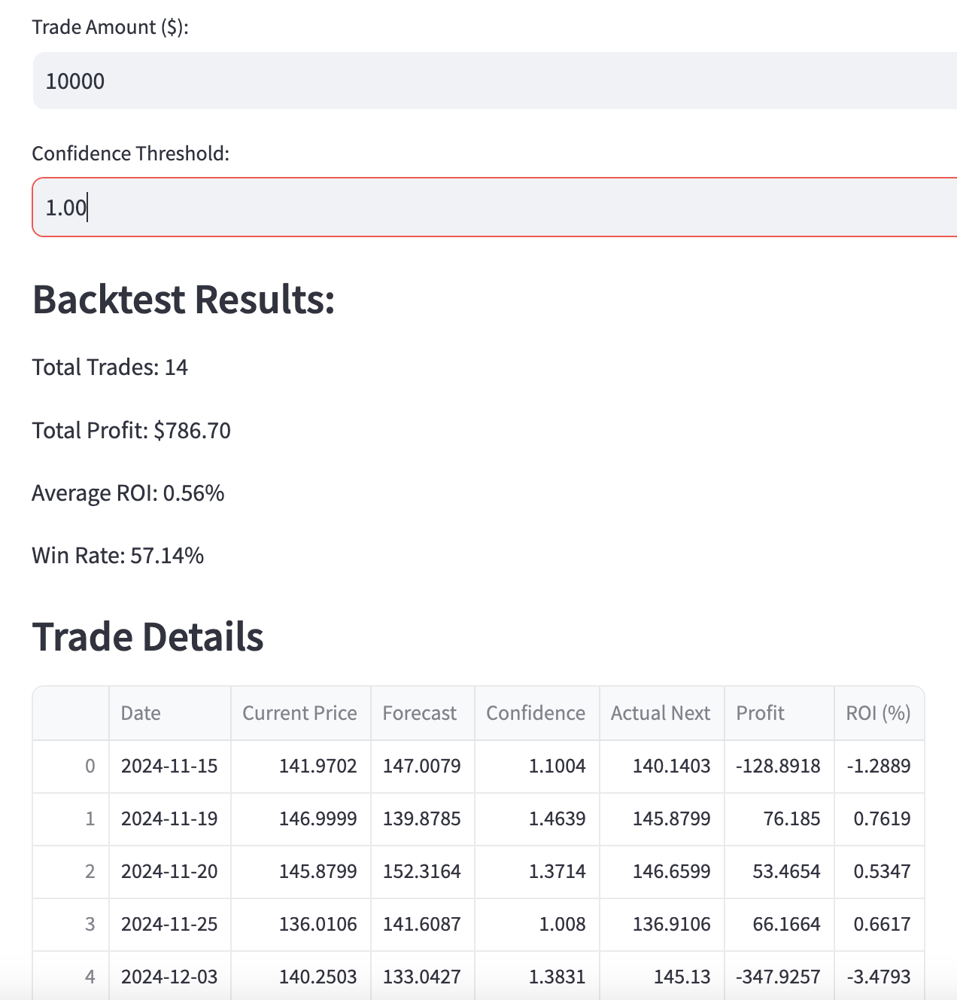 Trade Amount ($):
10000
Confidence Threshold:
1.00
Backtest Results:
Total Trades: 14
Total Profit: $786.70
Average ROI: 0.56%
Win Rate: 57.14%
Trade Details
Date Current Price Forecast Confidence Actual Next Profit ROI (%)
0 2024-11-15 141.9702 147.0079 1.1004 140.1403 -128.8918 -1.2889
1 2024-11-19 146.9999 139.8785 1.4639 145.8799 76.185 0.7619
2 2024-11-20 145.8799 152.3164 1.3714 146.6599 53.4654 0.5347
3 2024-11-25 136.0106 141.6087 1.008 136.9106 66.1664 0.6617
4 2024-12-03 140.2503 133.0427 1.3831 145.13 -347.9257 -3.4793